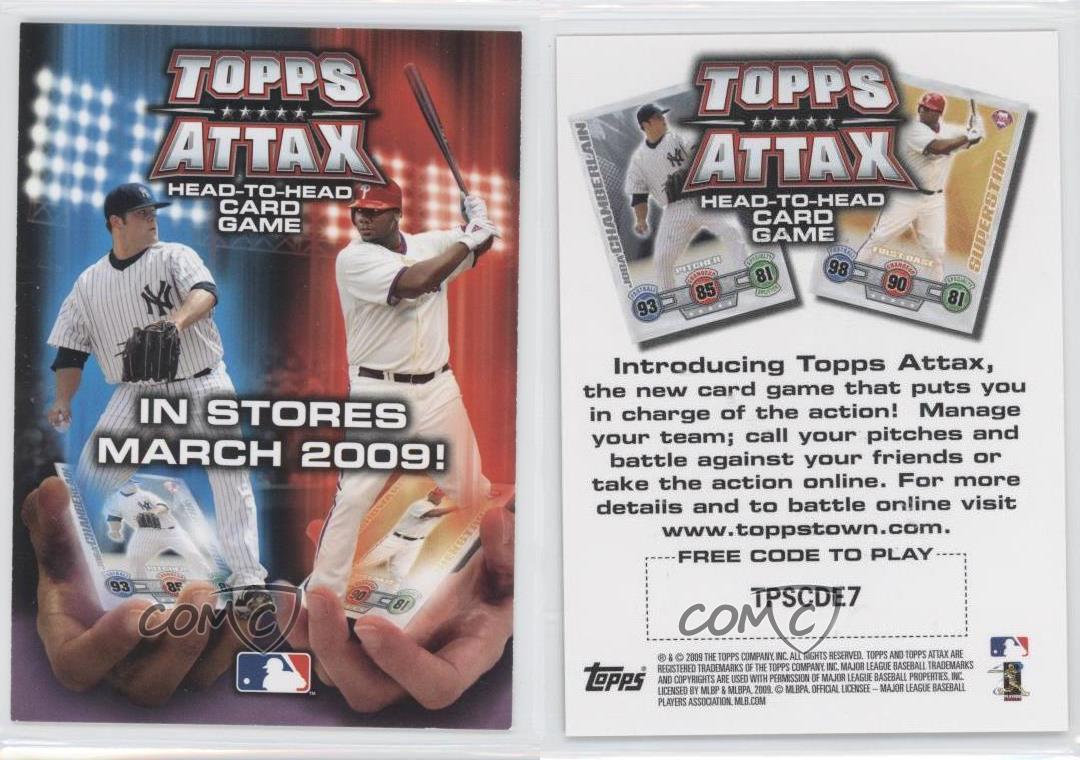 TOPPS
ATTAX
HEAD-TO-HEAD
CARD
GAME
IN STORES
MARCH 2009!
93
85
90
81
COMC
TOPPS
ATTAX
HEAD-TO-HEAD
CARD
GAME
CHAMBERLAIN
SUPERSTAR
PITCHER
FIRST BASE
93
85
81
98
90
81
Introducing Topps Attax,
the new card game that puts you
in charge of the action! Manage
your team; call your pitches and
battle against your friends or
take the action online. For more
details and to battle online visit
www.toppstown.com.
FREE CODE TO PLAY
TPSCDE7
COMC
topps
® & © 2009 THE TOPPS COMPANY, INC. ALL RIGHTS RESERVED. TOPPS AND TOPPS ATTAX ARE
REGISTERED TRADEMARKS OF THE TOPPS COMPANY, INC. MAJOR LEAGUE BASEBALL TRADEMARKS
AND COPYRIGHTS ARE USED WITH PERMISSION OF MAJOR LEAGUE BASEBALL PROPERTIES, INC.
LICENSED BY MLBP & MLBPA, 2009. © MLBPA. OFFICIAL LICENSEE – MAJOR LEAGUE BASEBALL
PLAYERS ASSOCIATION. MLB.COM